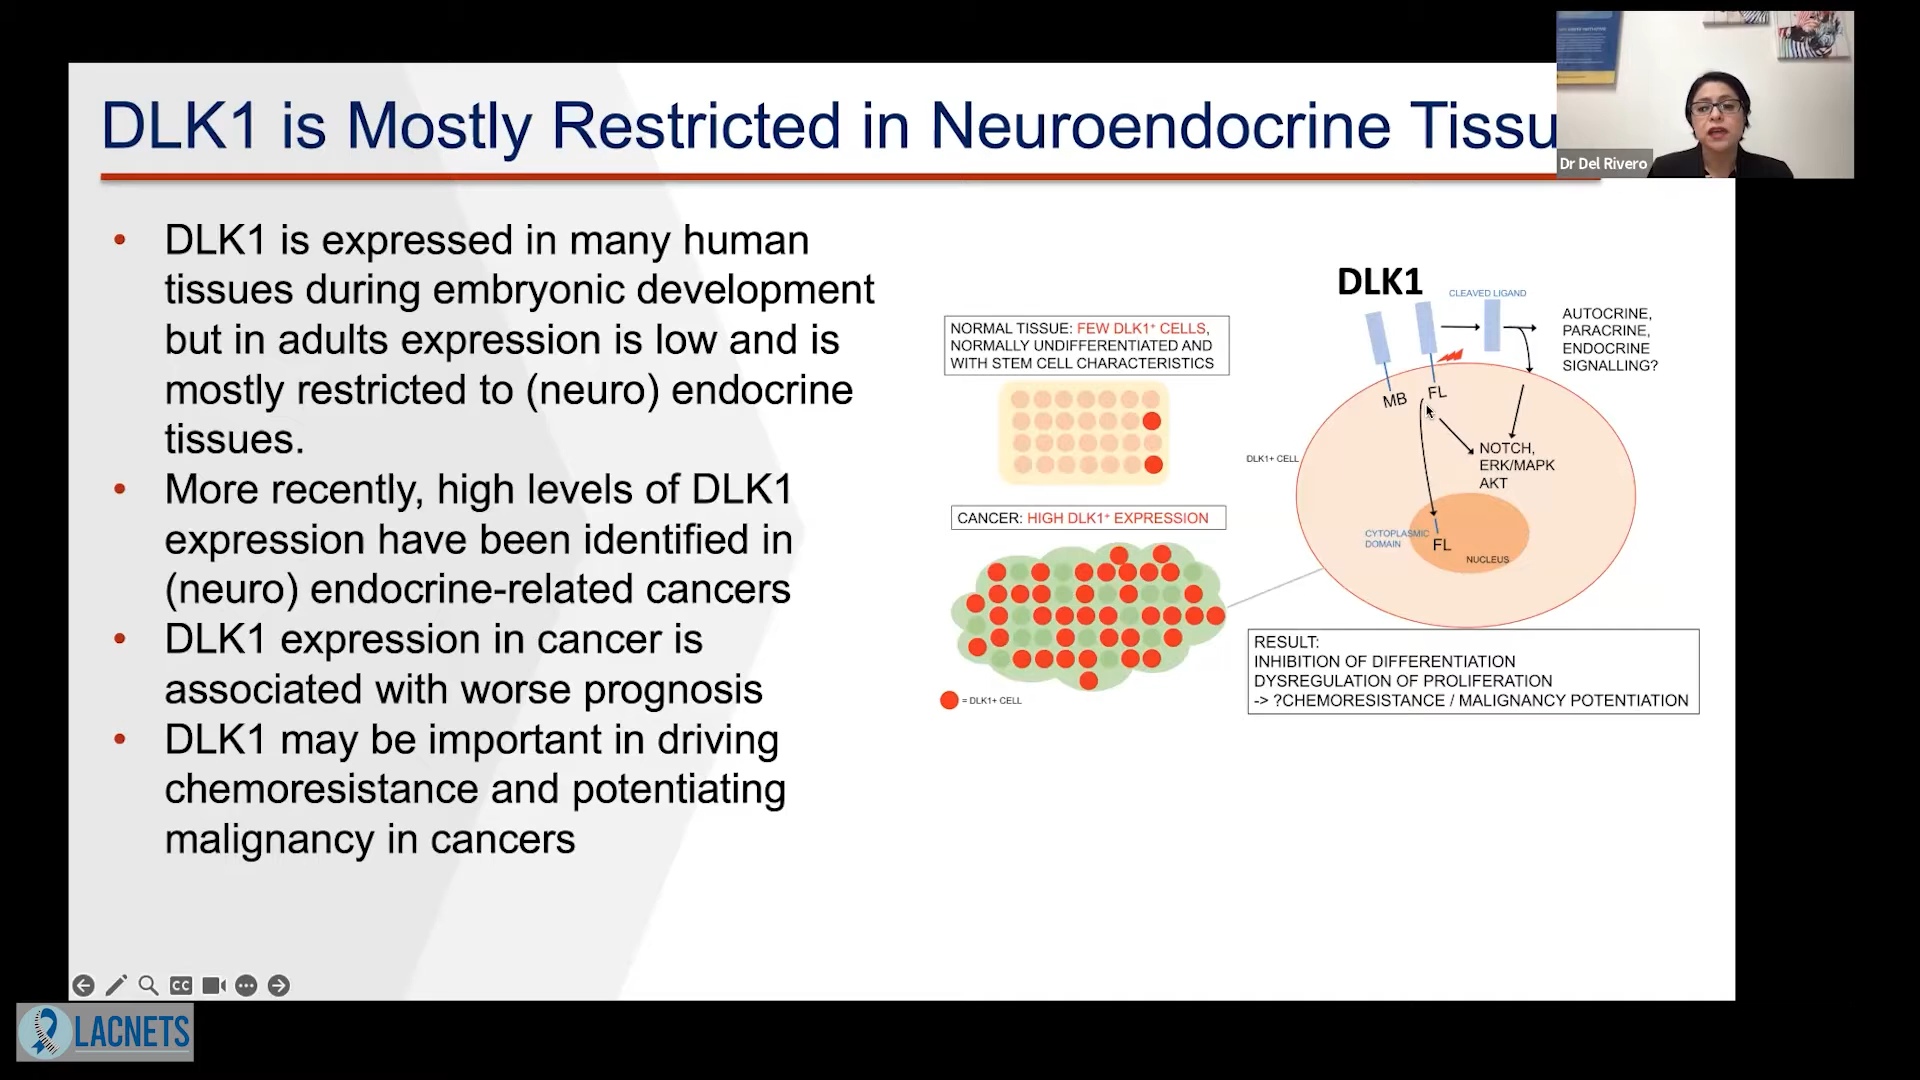 DLK1 is Mostly Restricted in Neuroendocrine Tissu
Dr Del Rivero
• DLK1 is expressed in many human
tissues during embryonic development
but in adults expression is low and is
mostly restricted to (neuro) endocrine
tissues.
• More recently, high levels of DLK1
expression have been identified in
(neuro) endocrine-related cancers
• DLK1 expression in cancer is
associated with worse prognosis
• DLK1 may be important in driving
chemoresistance and potentiating
malignancy in cancers
NORMAL TISSUE: FEW DLK1⁺ CELLS,
NORMALLY UNDIFFERENTIATED AND
WITH STEM CELL CHARACTERISTICS
CANCER: HIGH DLK1⁺ EXPRESSION
= DLK1+ CELL
DLK1
CLEAVED LIGAND
AUTOCRINE,
PARACRINE,
ENDOCRINE
SIGNALLING?
MB
FL
DLK1+ CELL
NOTCH,
ERK/MAPK
AKT
CYTOPLASMIC
DOMAIN
FL
NUCLEUS
RESULT:
INHIBITION OF DIFFERENTIATION
DYSREGULATION OF PROLIFERATION
-> ?CHEMORESISTANCE / MALIGNANCY POTENTIATION
CC
LACNETS